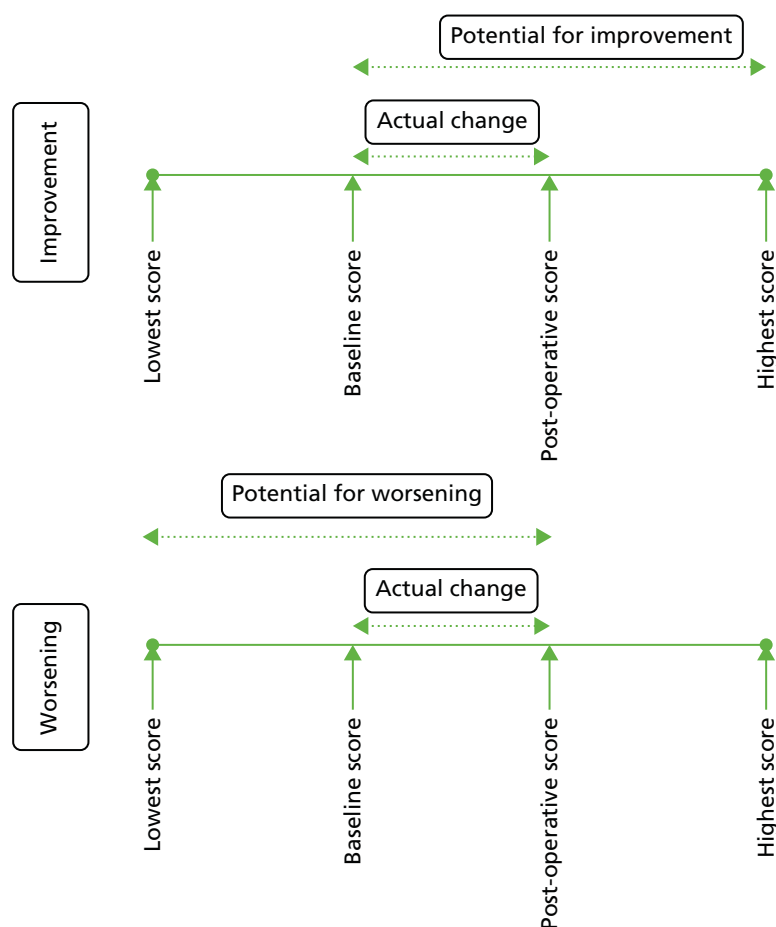 Potential for improvement
Actual change
Improvement
Lowest score
Baseline score
Post-operative score
Highest score
Potential for worsening
Actual change
Worsening
Lowest score
Baseline score
Post-operative score
Highest score